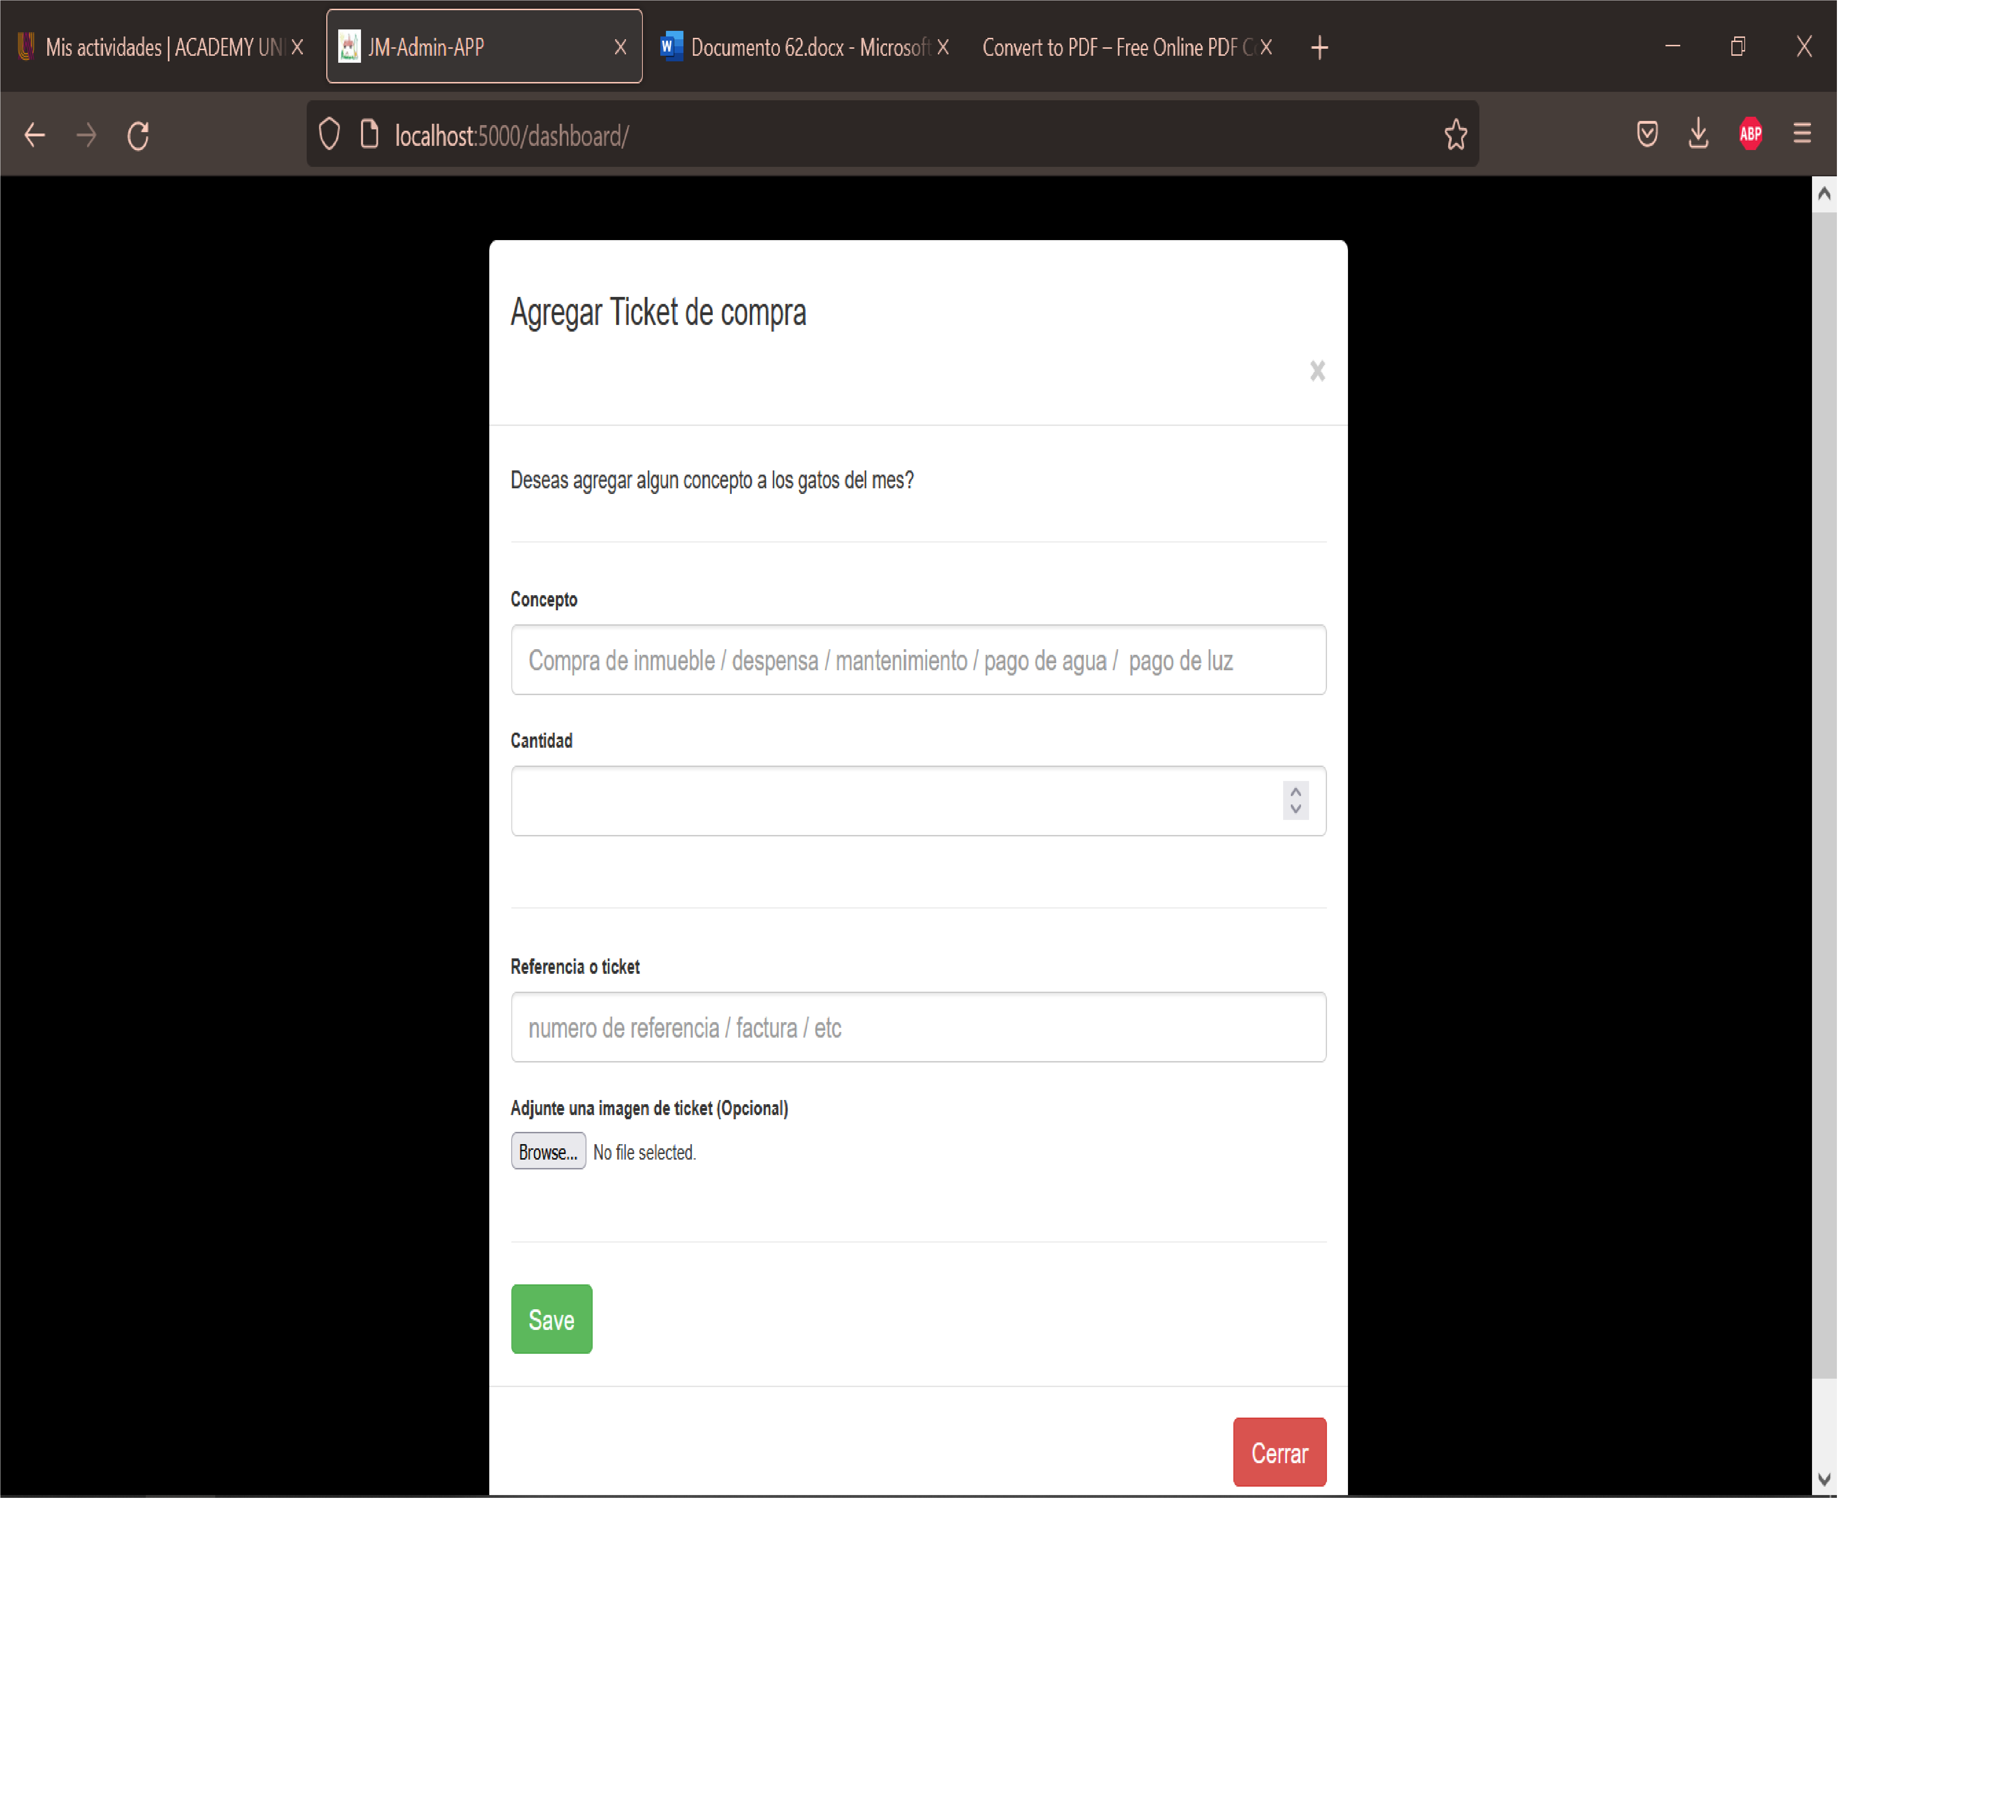 Mis actividades | ACADEMY UNI
JM-Admin-APP
Documento 62.docx - Microsoft
Convert to PDF – Free Online PDF C
localhost:5000/dashboard/
ABP
Agregar Ticket de compra
×
Deseas agregar algun concepto a los gatos del mes?
Concepto
Compra de inmueble / despensa / mantenimiento / pago de agua / pago de luz
Cantidad
Referencia o ticket
numero de referencia / factura / etc
Adjunte una imagen de ticket (Opcional)
Browse... No file selected.
Save
Cerrar